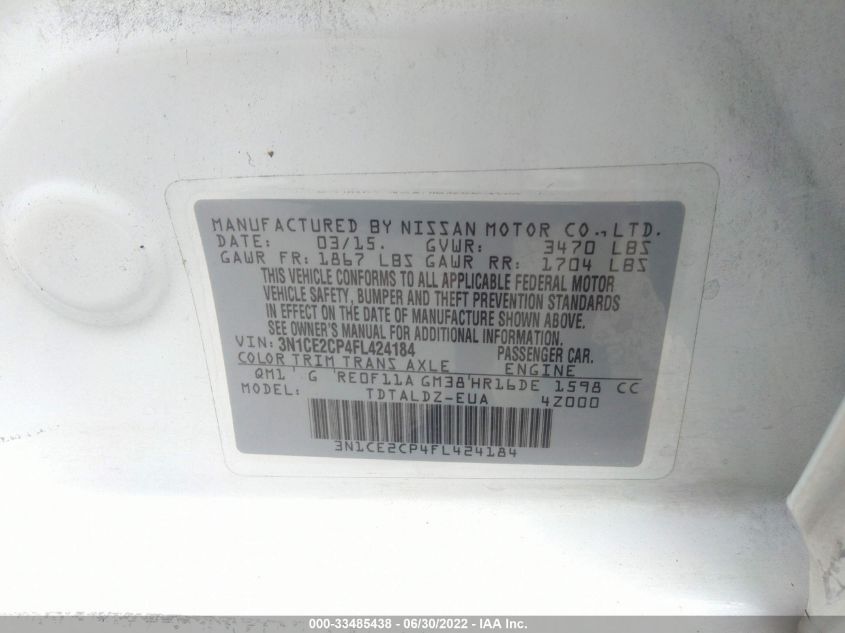 MANUFACTURED BY NISSAN MOTOR CO., LTD.
DATE: 03/15. GVWR: 3470 LBS
GAWR FR: 1867 LBS GAWR RR: 1704 LBS
THIS VEHICLE CONFORMS TO ALL APPLICABLE FEDERAL MOTOR
VEHICLE SAFETY, BUMPER AND THEFT PREVENTION STANDARDS
IN EFFECT ON THE DATE OF MANUFACTURE SHOWN ABOVE.
SEE OWNER'S MANUAL FOR ADDITIONAL INFORMATION.
VIN: 3N1CE2CP4FL424184 PASSENGER CAR.
COLOR TRIM TRANS AXLE ENGINE
QM1 G RE0F11A GM38 HR16DE 1598 CC
MODEL: TDTALDZ-EUA 4Z000
3N1CE2CP4FL424184
000-33485438 - 06/30/2022 - IAA Inc.